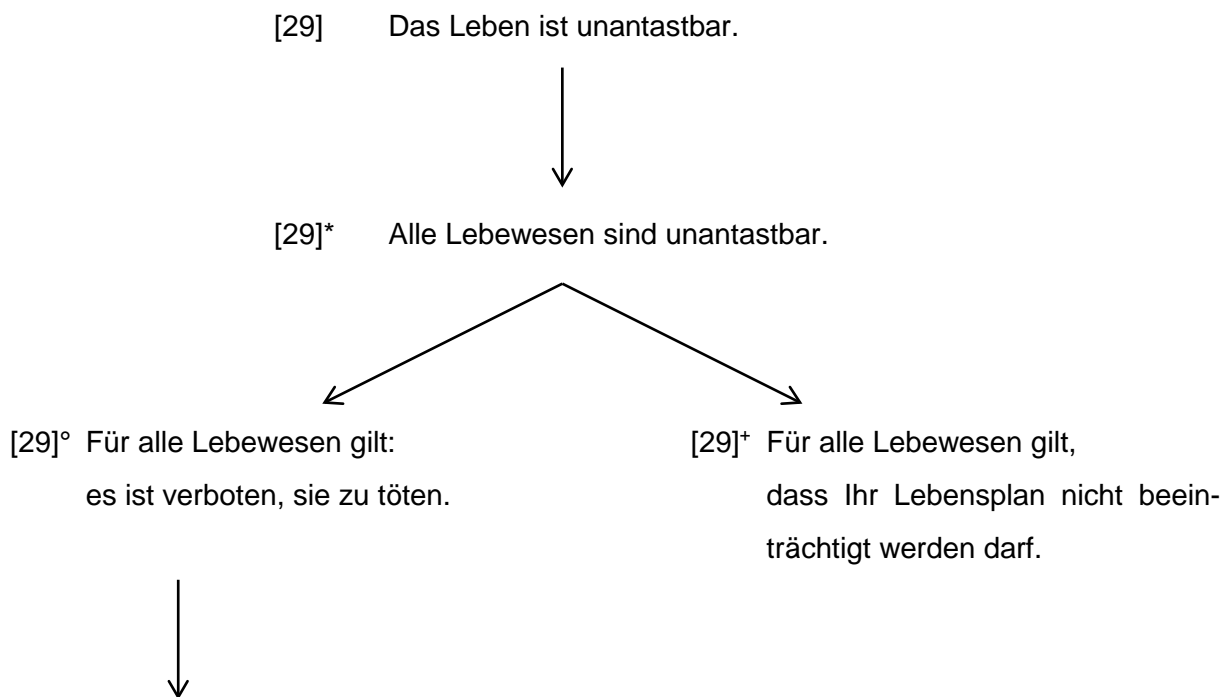 [29] Das Leben ist unantastbar.
[29]* Alle Lebewesen sind unantastbar.
[29]° Für alle Lebewesen gilt:
es ist verboten, sie zu töten.
[29]⁺ Für alle Lebewesen gilt,
dass Ihr Lebensplan nicht beein-
trächtigt werden darf.